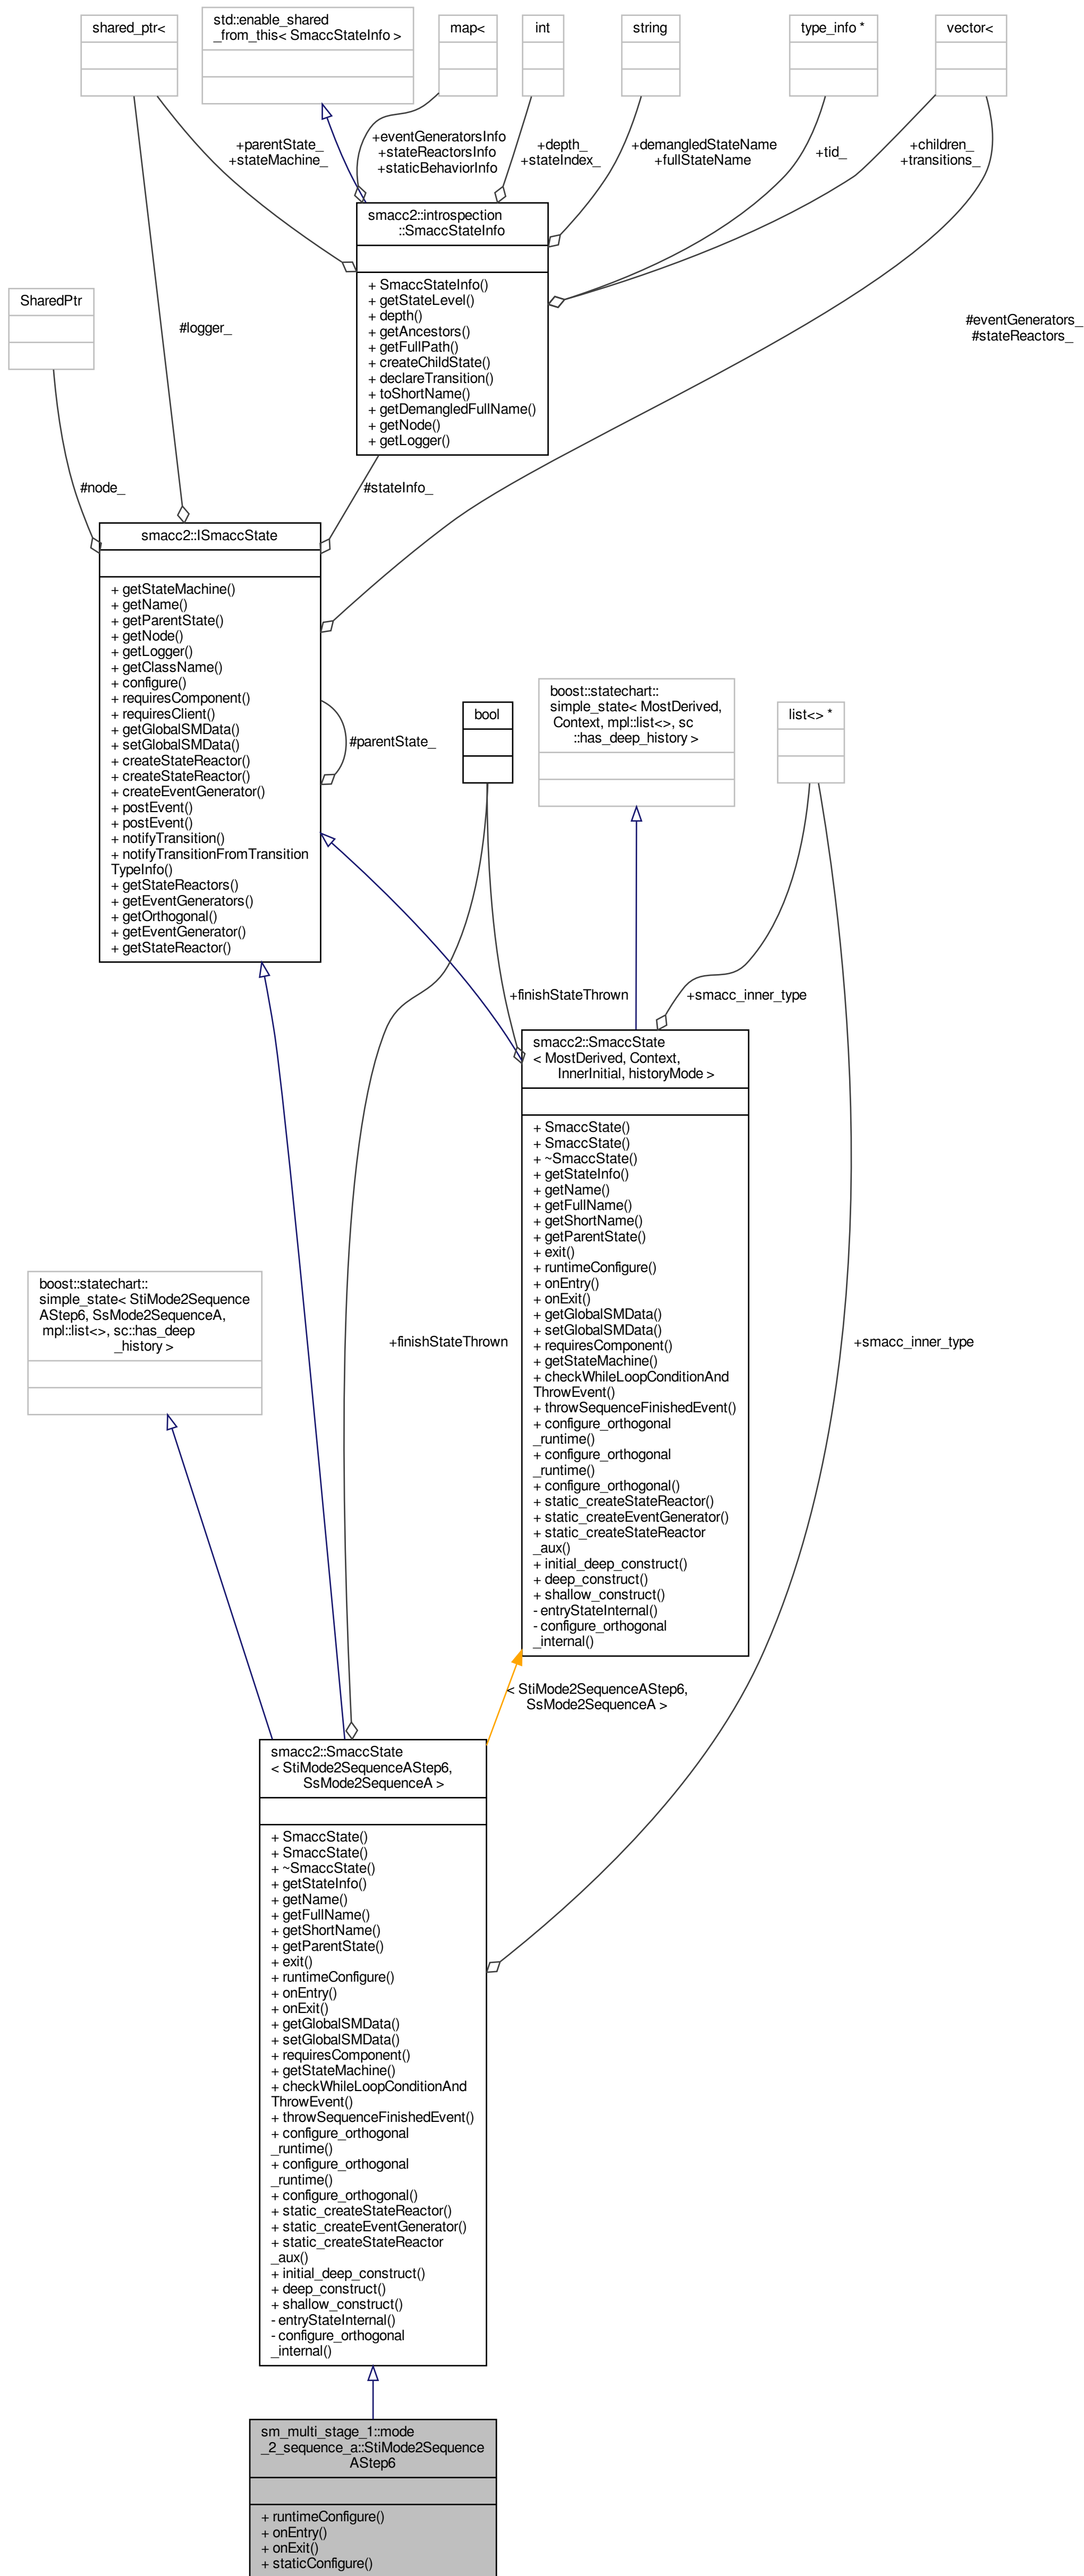 shared_ptr<
std::enable_shared
_from_this< SmaccStateInfo >
map<
int
string
type_info *
vector<
+parentState_
+stateMachine_
+eventGeneratorsInfo
+stateReactorsInfo
+staticBehaviorInfo
+depth_
+stateIndex_
+demangledStateName
+fullStateName
+tid_
+children_
+transitions_
smacc2::introspection
::SmaccStateInfo
+ SmaccStateInfo()
+ getStateLevel()
+ depth()
+ getAncestors()
+ getFullPath()
+ createChildState()
+ declareTransition()
+ toShortName()
+ getDemangledFullName()
+ getNode()
+ getLogger()
SharedPtr
#logger_
#eventGenerators_
#stateReactors_
#node_
#stateInfo_
smacc2::ISmaccState
+ getStateMachine()
+ getName()
+ getParentState()
+ getNode()
+ getLogger()
+ getClassName()
+ configure()
+ requiresComponent()
+ requiresClient()
+ getGlobalSMData()
+ setGlobalSMData()
+ createStateReactor()
+ createStateReactor()
+ createEventGenerator()
+ postEvent()
+ postEvent()
+ notifyTransition()
+ notifyTransitionFromTransition
TypeInfo()
+ getStateReactors()
+ getEventGenerators()
+ getOrthogonal()
+ getEventGenerator()
+ getStateReactor()
#parentState_
bool
boost::statechart::
simple_state< MostDerived,
Context, mpl::list<>, sc
::has_deep_history >
list<> *
+finishStateThrown
+smacc_inner_type
smacc2::SmaccState
< MostDerived, Context,
InnerInitial, historyMode >
+ SmaccState()
+ SmaccState()
+ ~SmaccState()
+ getStateInfo()
+ getName()
+ getFullName()
+ getShortName()
+ getParentState()
+ exit()
+ runtimeConfigure()
+ onEntry()
+ onExit()
+ getGlobalSMData()
+ setGlobalSMData()
+ requiresComponent()
+ getStateMachine()
+ checkWhileLoopConditionAnd
ThrowEvent()
+ throwSequenceFinishedEvent()
+ configure_orthogonal
_runtime()
+ configure_orthogonal
_runtime()
+ configure_orthogonal()
+ static_createStateReactor()
+ static_createEventGenerator()
+ static_createStateReactor
_aux()
+ initial_deep_construct()
+ deep_construct()
+ shallow_construct()
- entryStateInternal()
- configure_orthogonal
_internal()
boost::statechart::
simple_state< StiMode2Sequence
AStep6, SsMode2SequenceA,
mpl::list<>, sc::has_deep
_history >
+finishStateThrown
+smacc_inner_type
< StiMode2SequenceAStep6,
SsMode2SequenceA >
smacc2::SmaccState
< StiMode2SequenceAStep6,
SsMode2SequenceA >
+ SmaccState()
+ SmaccState()
+ ~SmaccState()
+ getStateInfo()
+ getName()
+ getFullName()
+ getShortName()
+ getParentState()
+ exit()
+ runtimeConfigure()
+ onEntry()
+ onExit()
+ getGlobalSMData()
+ setGlobalSMData()
+ requiresComponent()
+ getStateMachine()
+ checkWhileLoopConditionAnd
ThrowEvent()
+ throwSequenceFinishedEvent()
+ configure_orthogonal
_runtime()
+ configure_orthogonal
_runtime()
+ configure_orthogonal()
+ static_createStateReactor()
+ static_createEventGenerator()
+ static_createStateReactor
_aux()
+ initial_deep_construct()
+ deep_construct()
+ shallow_construct()
- entryStateInternal()
- configure_orthogonal
_internal()
sm_multi_stage_1::mode
_2_sequence_a::StiMode2Sequence
AStep6
+ runtimeConfigure()
+ onEntry()
+ onExit()
+ staticConfigure()